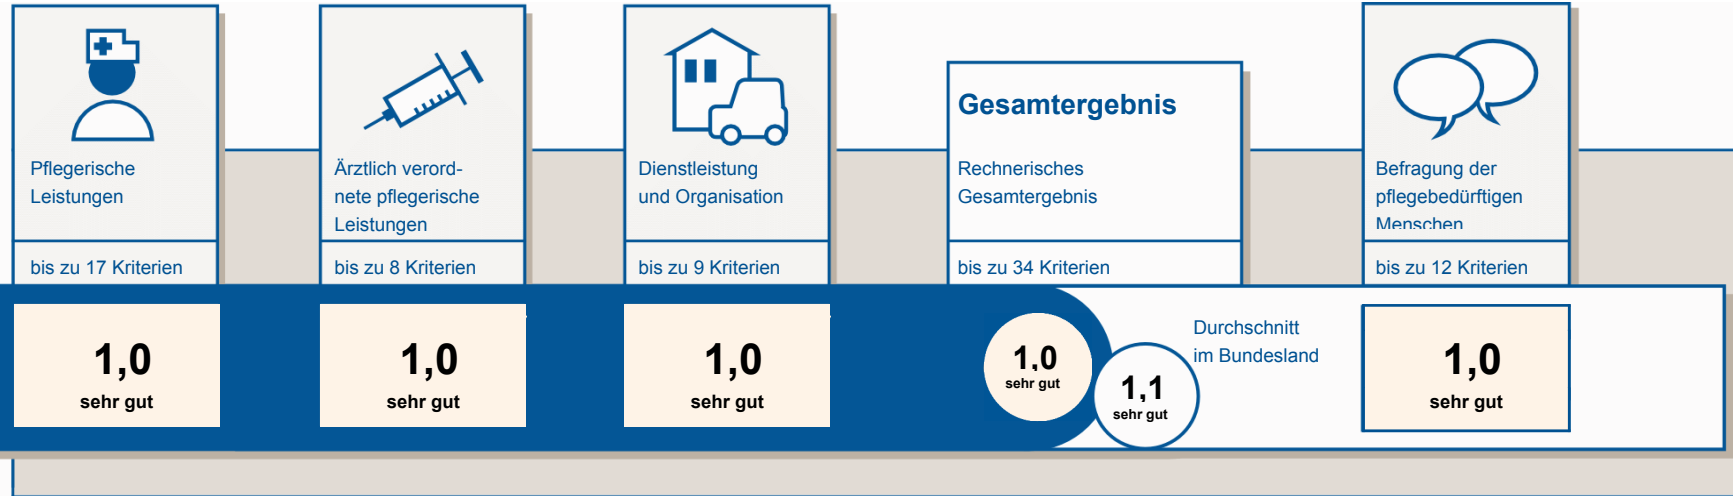 Pflegerische
Leistungen
bis zu 17 Kriterien
1,0
sehr gut
Ärztlich verord-
nete pflegerische
Leistungen
bis zu 8 Kriterien
1,0
sehr gut
Dienstleistung
und Organisation
bis zu 9 Kriterien
1,0
sehr gut
Gesamtergebnis
Rechnerisches
Gesamtergebnis
bis zu 34 Kriterien
1,0
sehr gut
1,1
sehr gut
Durchschnitt
im Bundesland
Befragung der
pflegebedürftigen
Menschen
bis zu 12 Kriterien
1,0
sehr gut